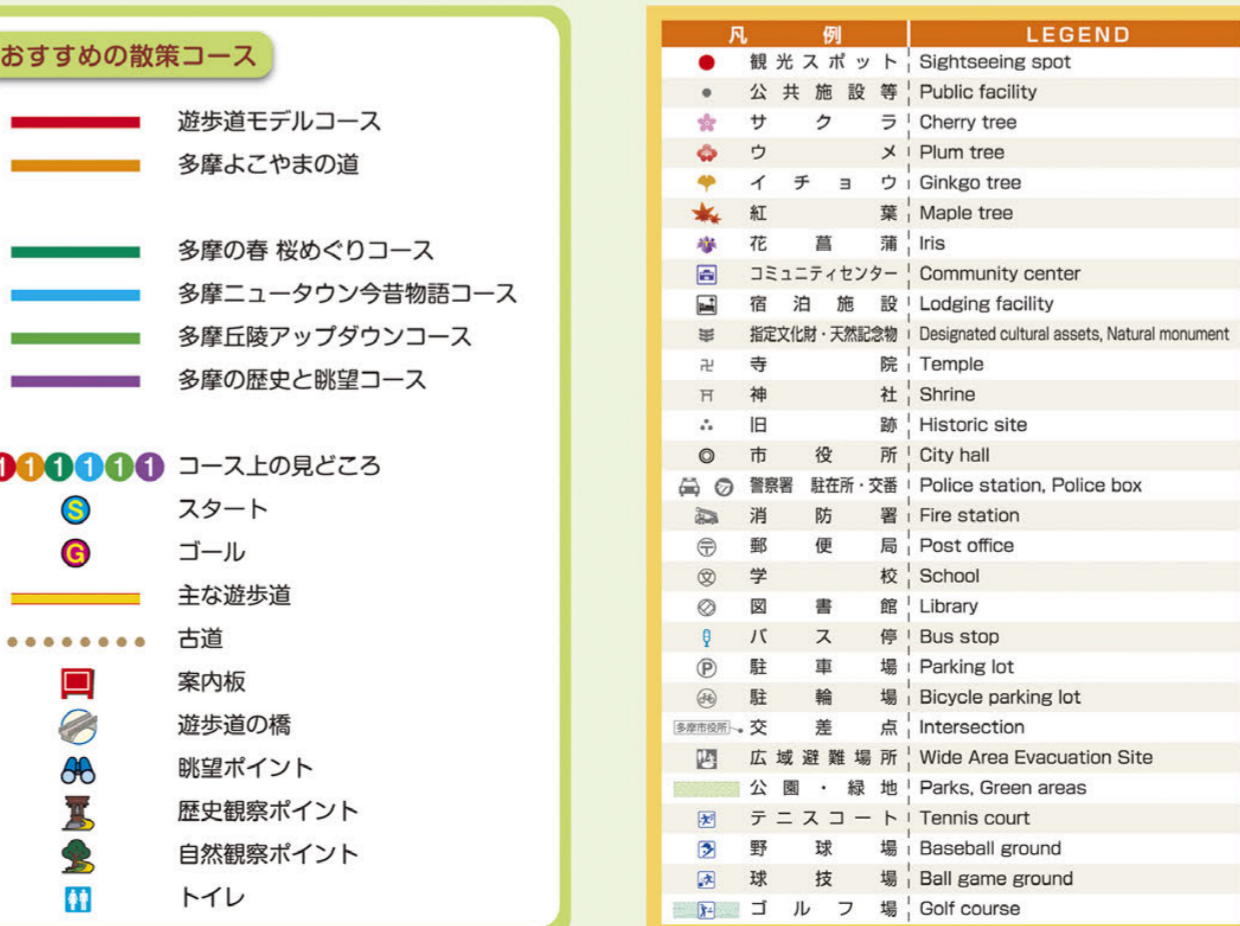 おすすめの散策コース
遊歩道モデルコース
多摩よこやまの道
多摩の春 桜めぐりコース
多摩ニュータウン今昔物語コース
多摩丘陵アップダウンコース
多摩の歴史と眺望コース
1 1 1 1 1 1 コース上の見どころ
S スタート
G ゴール
主な遊歩道
古道
案内板
遊歩道の橋
眺望ポイント
歴史観察ポイント
自然観察ポイント
トイレ
凡例 LEGEND
観光スポット Sightseeing spot
公共施設等 Public facility
サクラ Cherry tree
ウメ Plum tree
イチョウ Ginkgo tree
紅葉 Maple tree
花菖蒲 Iris
コミュニティセンター Community center
宿泊施設 Lodging facility
指定文化財・天然記念物 Designated cultural assets, Natural monument
卍 寺院 Temple
神社 Shrine
旧跡 Historic site
◎ 市役所 City hall
警察署 駐在所・交番 Police station, Police box
消防署 Fire station
〒 郵便局 Post office
文 学校 School
図書館 Library
バス停 Bus stop
P 駐車場 Parking lot
駐輪場 Bicycle parking lot
多摩市役所 交差点 Intersection
広域避難場所 Wide Area Evacuation Site
公園・緑地 Parks, Green areas
テニスコート Tennis court
野球場 Baseball ground
球技場 Ball game ground
ゴルフ場 Golf course